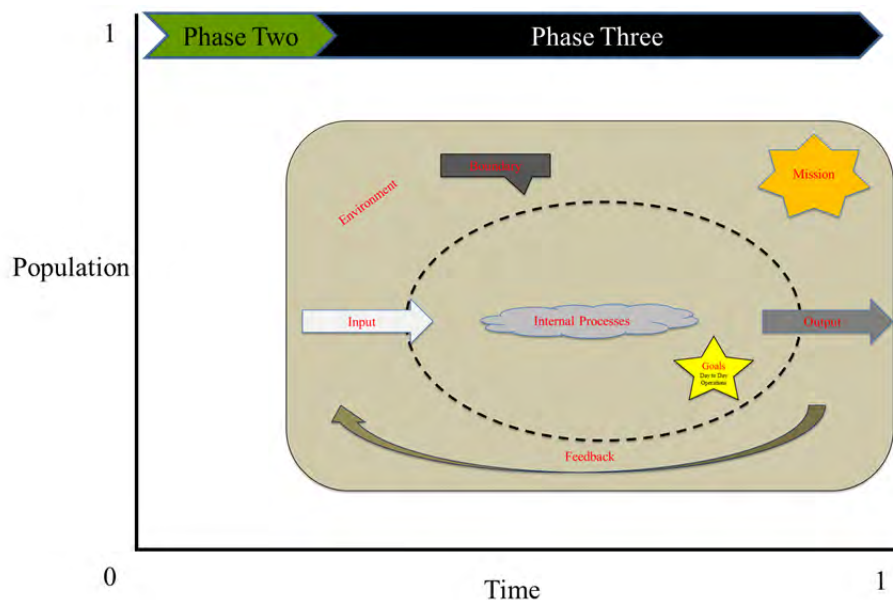 1
Phase Two
Phase Three
Boundary
Mission
Environment
Population
Input
Internal Processes
Output
Goals
Day to Day
Operations
Feedback
0
Time
1